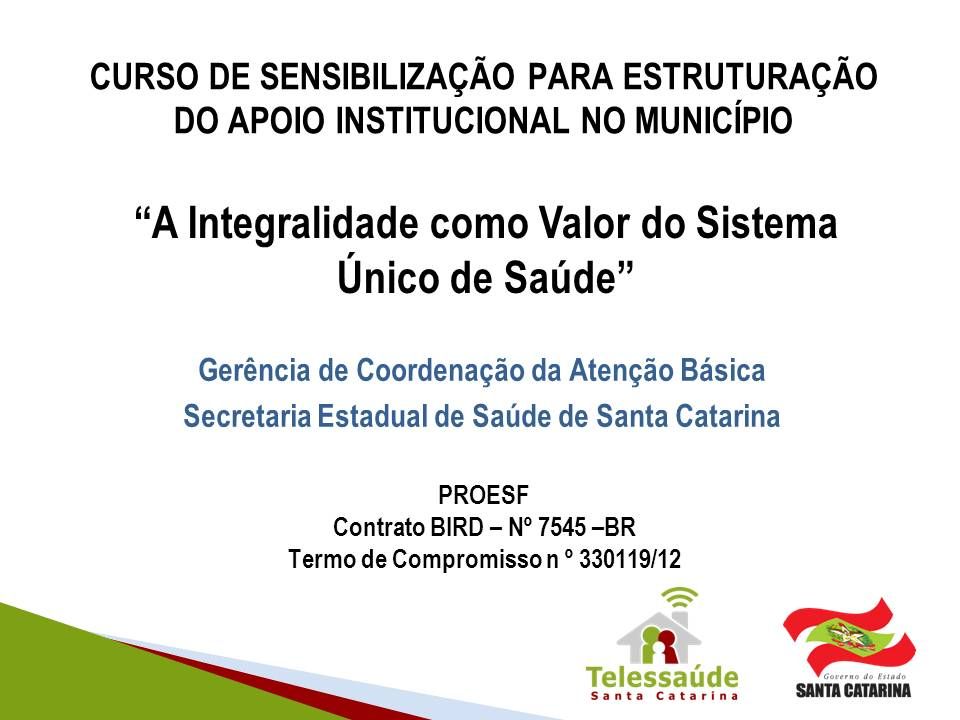 CURSO DE SENSIBILIZAÇÃO PARA ESTRUTURAÇÃO
DO APOIO INSTITUCIONAL NO MUNICÍPIO
“A Integralidade como Valor do Sistema
Único de Saúde”
Gerência de Coordenação da Atenção Básica
Secretaria Estadual de Saúde de Santa Catarina
PROESF
Contrato BIRD – Nº 7545 –BR
Termo de Compromisso n º 330119/12
Telessaúde
Santa Catarina
Governo do Estado
SANTA CATARINA